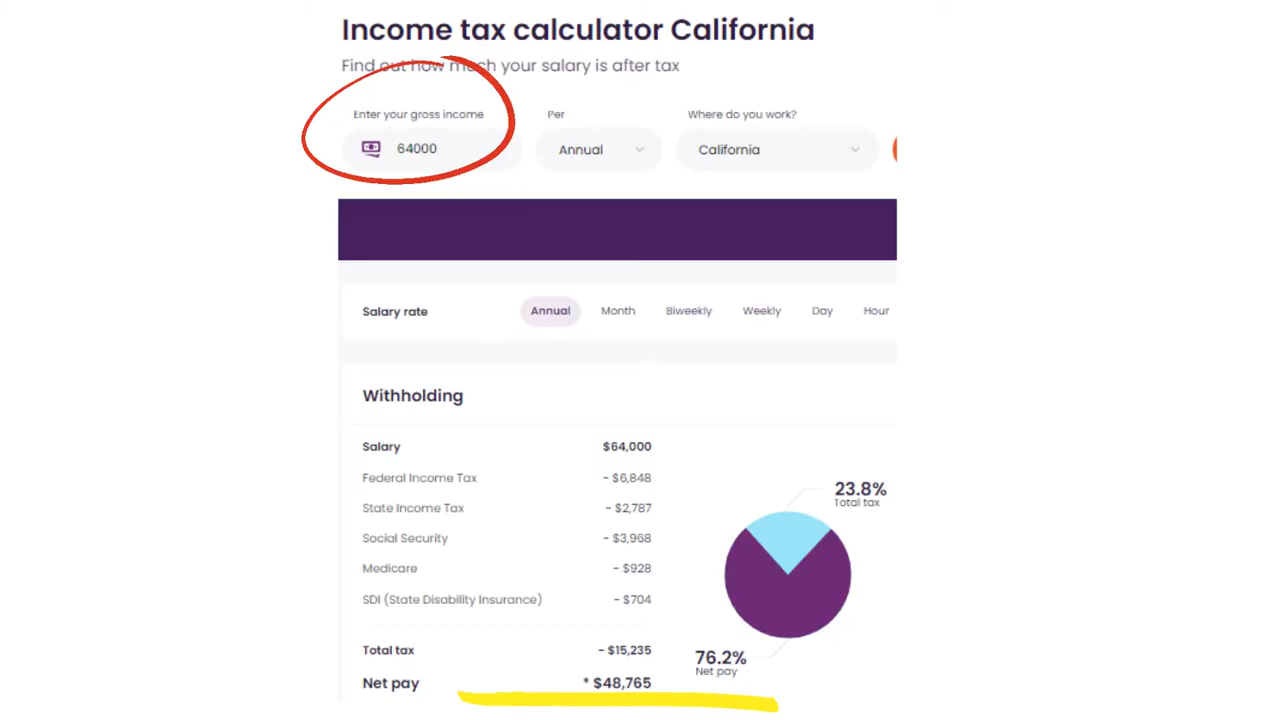 Income tax calculator California
Find out how much your salary is after tax
Enter your gross income Per Where do you work?
64000 Annual California
Salary rate Annual Month Biweekly Weekly Day Hour
Withholding
Salary $64,000
Federal Income Tax - $6,848
State Income Tax - $2,787
Social Security - $3,968
Medicare - $928
SDI (State Disability Insurance) - $704
Total tax - $15,235
Net pay * $48,765
23.8%
Total tax
76.2%
Net pay